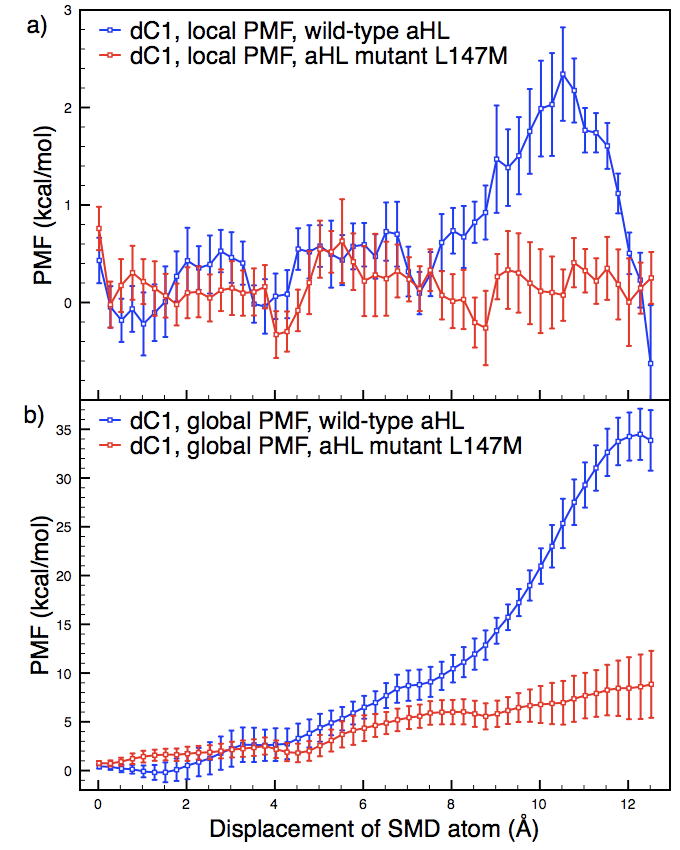 a)
dC1, local PMF, wild-type aHL
dC1, local PMF, aHL mutant L147M
3
2
1
0
PMF (kcal/mol)
b)
dC1, global PMF, wild-type aHL
dC1, global PMF, aHL mutant L147M
35
30
25
20
15
10
5
0
PMF (kcal/mol)
0 2 4 6 8 10 12
Displacement of SMD atom (Å)